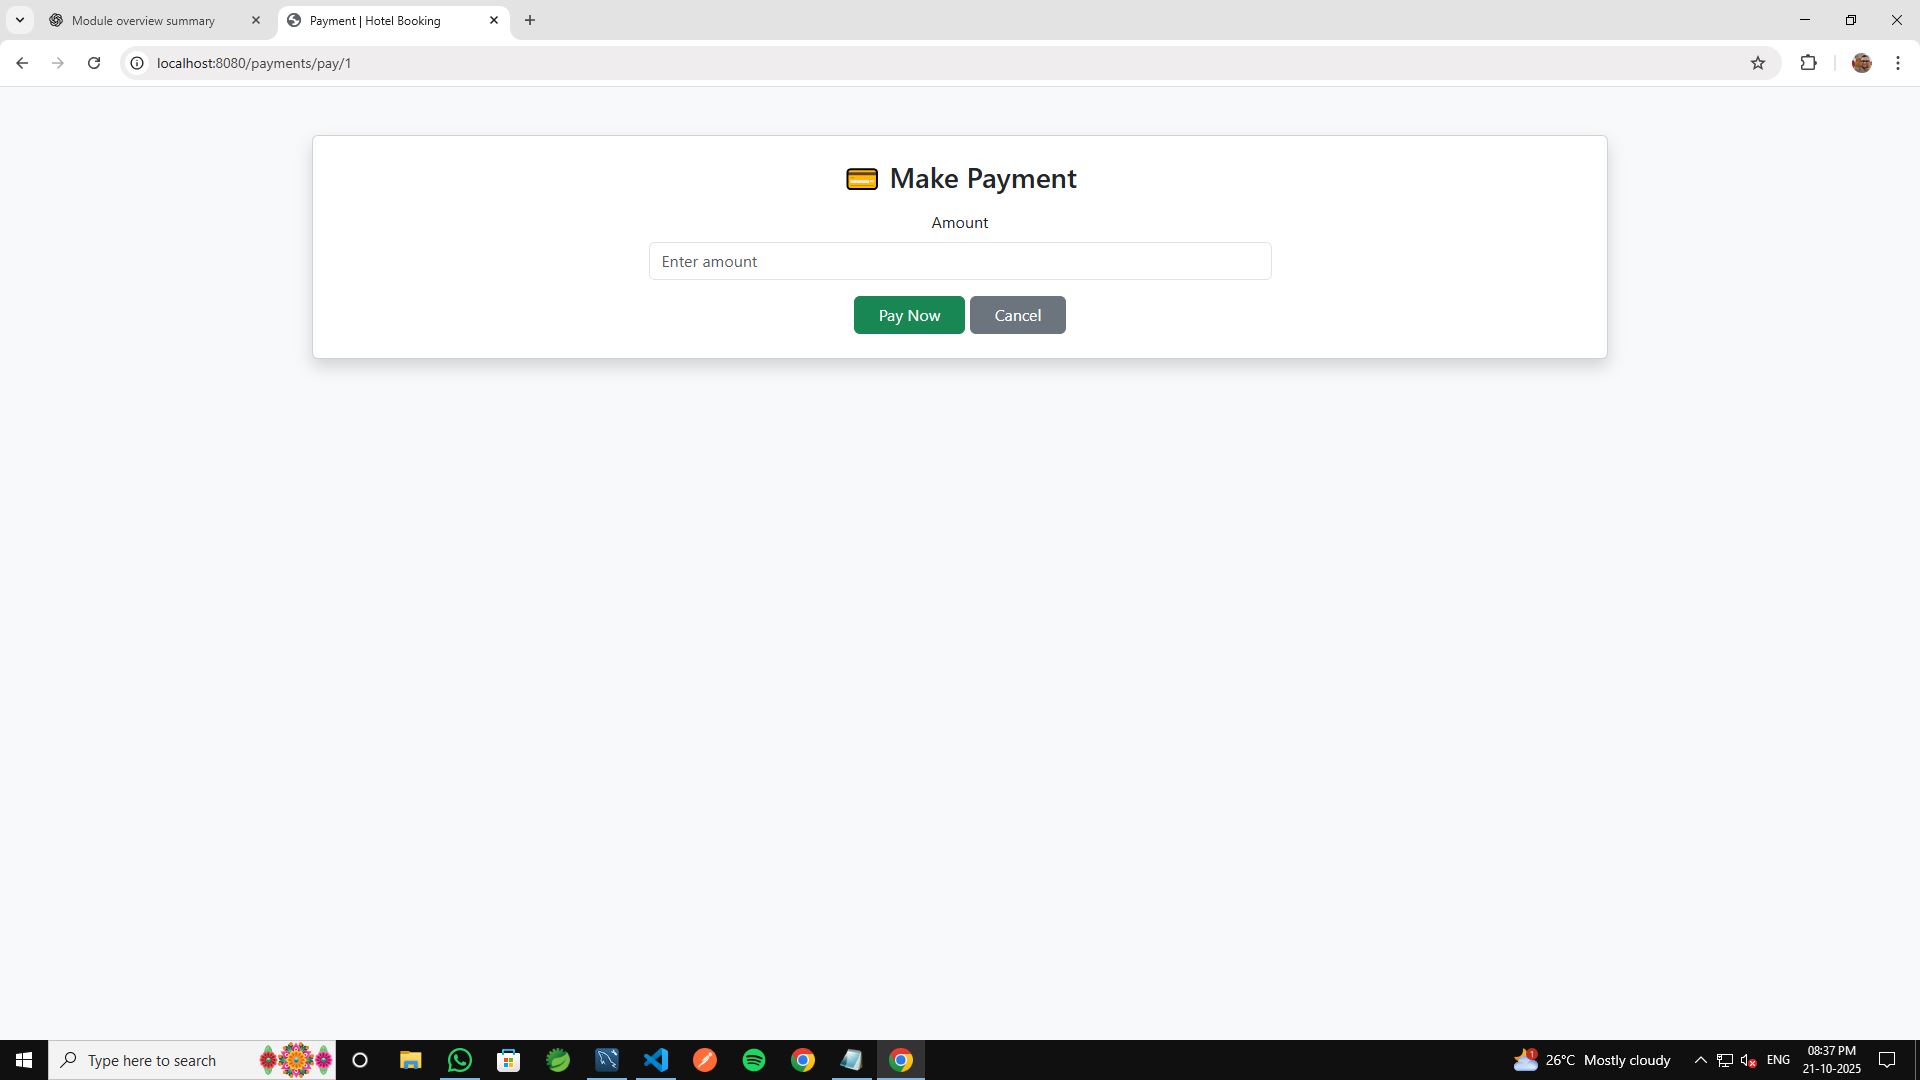 Module overview summary
Payment | Hotel Booking
localhost:8080/payments/pay/1
Make Payment
Amount
Enter amount
Pay Now
Cancel
Type here to search
1
26°C Mostly cloudy
ENG
08:37 PM
21-10-2025